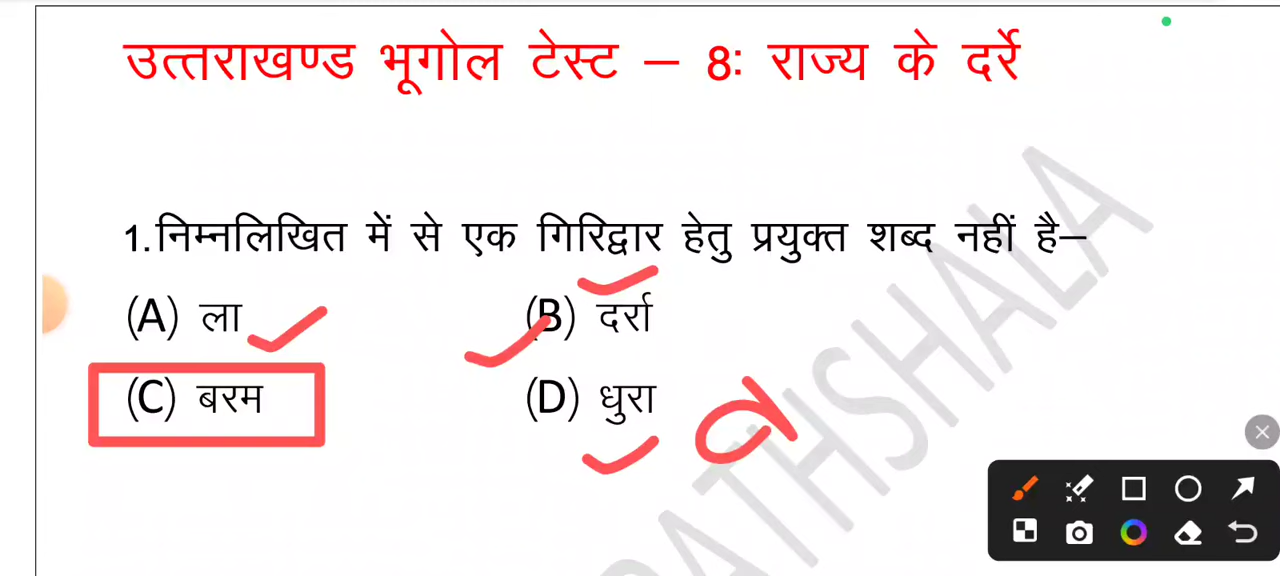 उत्तराखण्ड भूगोल टेस्ट – 8: राज्य के दर्रे
1.निम्नलिखित में से एक गिरिद्वार हेतु प्रयुक्त शब्द नहीं है–
(A) ला (B) दर्रा
(C) बरम (D) धुरा
PATHSHALA